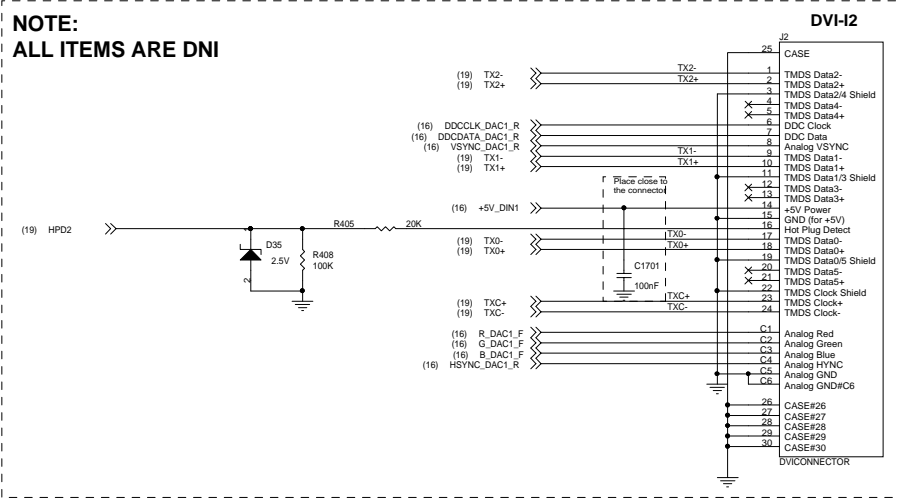 NOTE:
ALL ITEMS ARE DNI
DVI-I2
J2
25 CASE
(19) TX2- TX2- 1 TMDS Data2-
(19) TX2+ TX2+ 2 TMDS Data2+
3 TMDS Data2/4 Shield
4 TMDS Data4-
5 TMDS Data4+
(16) DDCCLK_DAC1_R 6 DDC Clock
(16) DDCDATA_DAC1_R 7 DDC Data
(16) VSYNC_DAC1_R 8 Analog VSYNC
(19) TX1- TX1- 9 TMDS Data1-
(19) TX1+ TX1+ 10 TMDS Data1+
11 TMDS Data1/3 Shield
12 TMDS Data3-
13 TMDS Data3+
Place close to
the connector
(16) +5V_DIN1 14 +5V Power
15 GND (for +5V)
(19) HPD2 R405 20K 16 Hot Plug Detect
(19) TX0- TX0- 17 TMDS Data0-
(19) TX0+ TX0+ 18 TMDS Data0+
19 TMDS Data0/5 Shield
20 TMDS Data5-
21 TMDS Data5+
D35
2.5V
2
R408
100K
C1701
100nF
22 TMDS Clock Shield
(19) TXC+ TXC+ 23 TMDS Clock+
(19) TXC- TXC- 24 TMDS Clock-
(16) R_DAC1_F C1 Analog Red
(16) G_DAC1_F C2 Analog Green
(16) B_DAC1_F C3 Analog Blue
(16) HSYNC_DAC1_R C4 Analog HYNC
C5 Analog GND
C6 Analog GND#C6
26 CASE#26
27 CASE#27
28 CASE#28
29 CASE#29
30 CASE#30
DVICONNECTOR